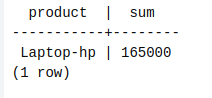 product | sum
-----------+--------
Laptop-hp | 165000
(1 row)